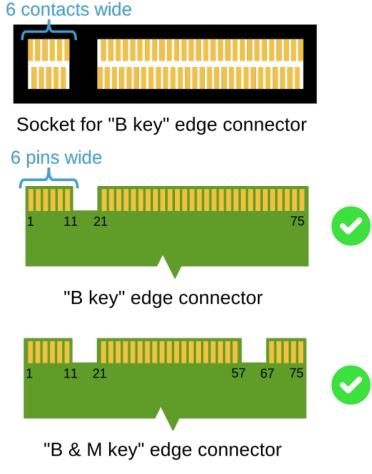 6 contacts wide
Socket for "B key" edge connector
6 pins wide
1 11 21 75
"B key" edge connector
1 11 21 57 67 75
"B & M key" edge connector